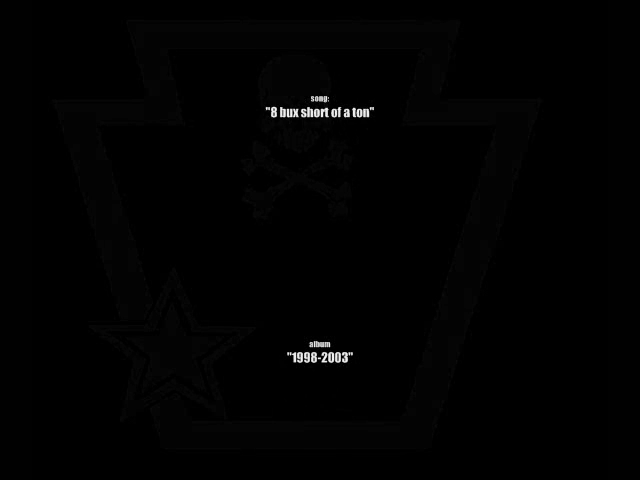 song:
"8 bux short of a ton"
album
"1998-2003"